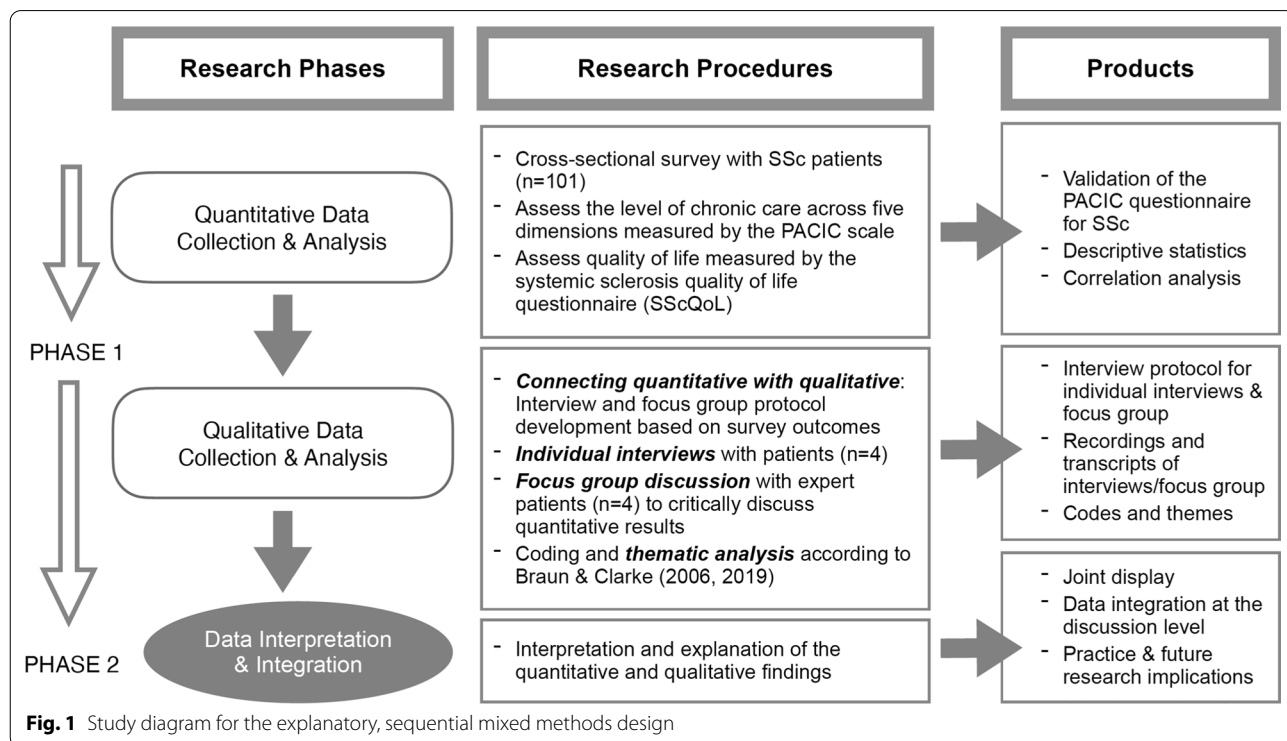 Research Phases
Research Procedures
Products
PHASE 1
PHASE 2
Quantitative Data
Collection & Analysis
- Cross-sectional survey with SSc patients
(n=101)
- Assess the level of chronic care across five
dimensions measured by the PACIC scale
- Assess quality of life measured by the
systemic sclerosis quality of life
questionnaire (SScQoL)
- Validation of the
PACIC questionnaire
for SSc
- Descriptive statistics
- Correlation analysis
Qualitative Data
Collection & Analysis
- Connecting quantitative with qualitative:
Interview and focus group protocol
development based on survey outcomes
- Individual interviews with patients (n=4)
- Focus group discussion with expert
patients (n=4) to critically discuss
quantitative results
- Coding and thematic analysis according to
Braun & Clarke (2006, 2019)
- Interview protocol for
individual interviews &
focus group
- Recordings and
transcripts of
interviews/focus group
- Codes and themes
Data Interpretation
& Integration
- Interpretation and explanation of the
quantitative and qualitative findings
- Joint display
- Data integration at the
discussion level
- Practice & future
research implications
Fig. 1 Study diagram for the explanatory, sequential mixed methods design